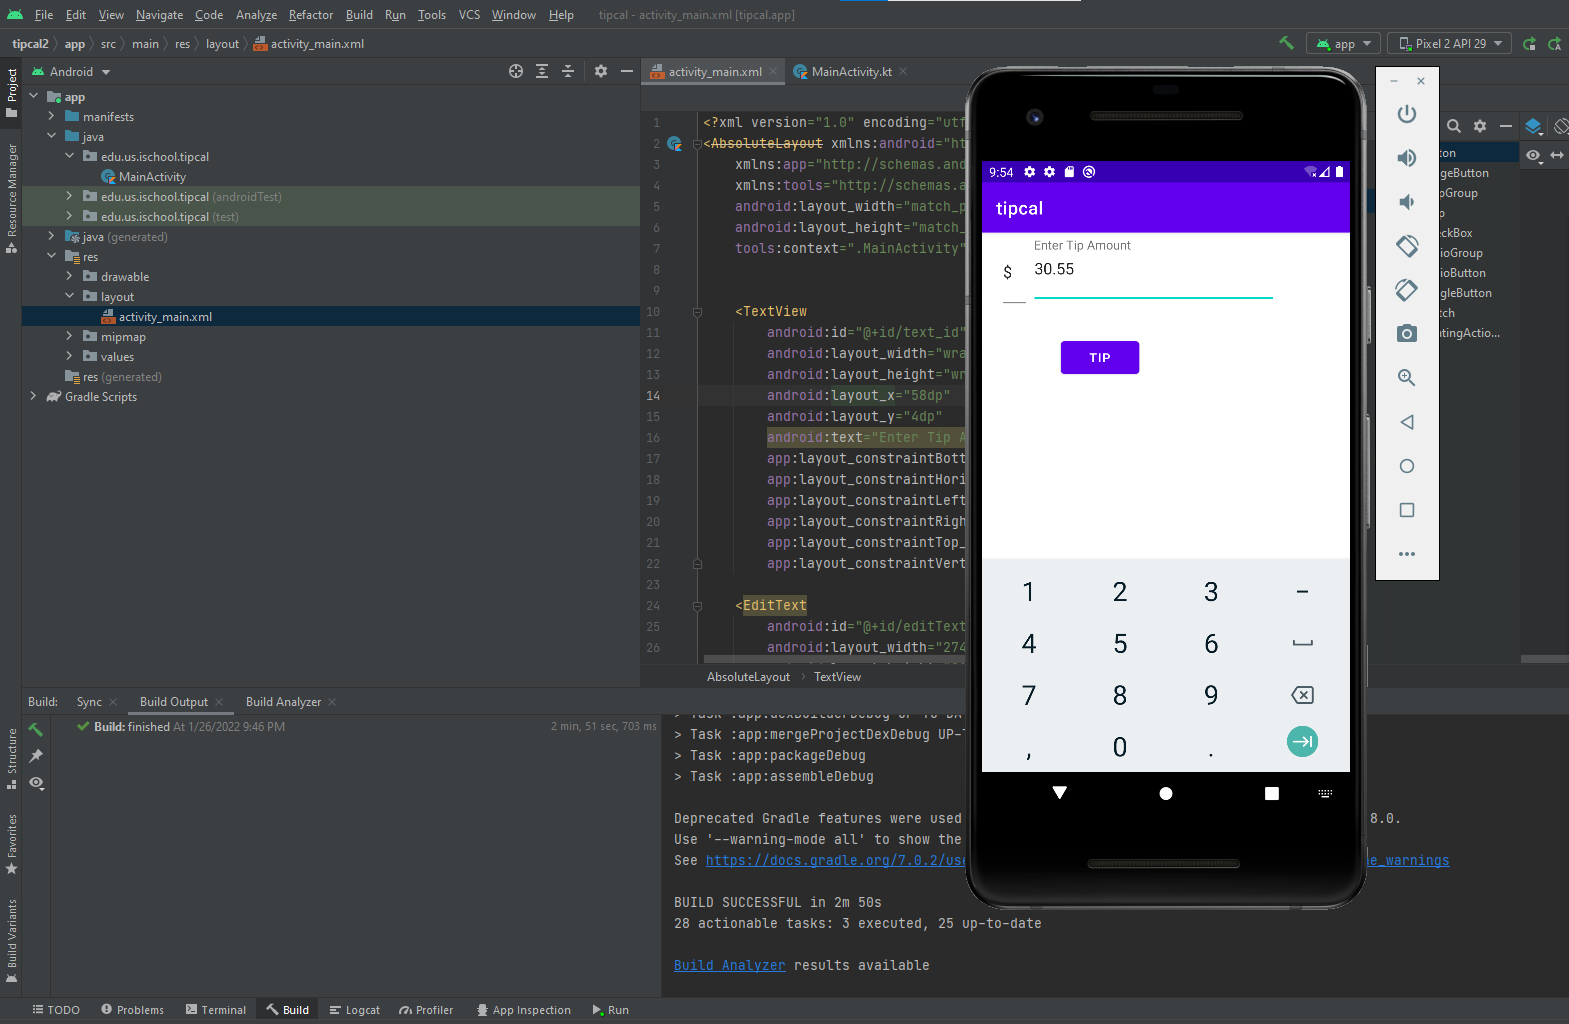 File Edit View Navigate Code Analyze Refactor Build Run Tools VCS Window Help tipcal - activity_main.xml [tipcal.app]
tipcal2 app src main res layout activity_main.xml
app Pixel 2 API 29
Project
Resource Manager
Structure
Favorites
Build Variants
Android
app
manifests
java
edu.us.ischool.tipcal
MainActivity
edu.us.ischool.tipcal (androidTest)
edu.us.ischool.tipcal (test)
java (generated)
res
drawable
layout
activity_main.xml
mipmap
values
res (generated)
Gradle Scripts
activity_main.xml MainActivity.kt
1 <?xml version="1.0" encoding="utf
2 <AbsoluteLayout xmlns:android="ht
3 xmlns:app="http://schemas.and
4 xmlns:tools="http://schemas.a
5 android:layout_width="match_p
6 android:layout_height="match_
7 tools:context=".MainActivity"
8
9
10 <TextView
11 android:id="@+id/text_id"
12 android:layout_width="wra
13 android:layout_height="wr
14 android:layout_x="58dp"
15 android:layout_y="4dp"
16 android:text="Enter Tip A
17 app:layout_constraintBott
18 app:layout_constraintHori
19 app:layout_constraintLeft
20 app:layout_constraintRigh
21 app:layout_constraintTop_
22 app:layout_constraintVert
23
24 <EditText
25 android:id="@+id/editText
26 android:layout_width="274
AbsoluteLayout TextView
9:54
tipcal
Enter Tip Amount
$ 30.55
TIP
1 2 3 −
4 5 6
7 8 9
, 0 .
ton
geButton
pGroup
p
ckBox
ioGroup
ioButton
gleButton
tch
tingActio...
Build: Sync Build Output Build Analyzer
Build: finished At 1/26/2022 9:46 PM 2 min, 51 sec, 703 ms
> Task :app:dexBuilderDebug UP-TO-DA
> Task :app:mergeProjectDexDebug UP-T
> Task :app:packageDebug
> Task :app:assembleDebug
Deprecated Gradle features were used 8.0.
Use '--warning-mode all' to show the
See https://docs.gradle.org/7.0.2/use e_warnings
BUILD SUCCESSFUL in 2m 50s
28 actionable tasks: 3 executed, 25 up-to-date
Build Analyzer results available
TODO Problems Terminal Build Logcat Profiler App Inspection Run